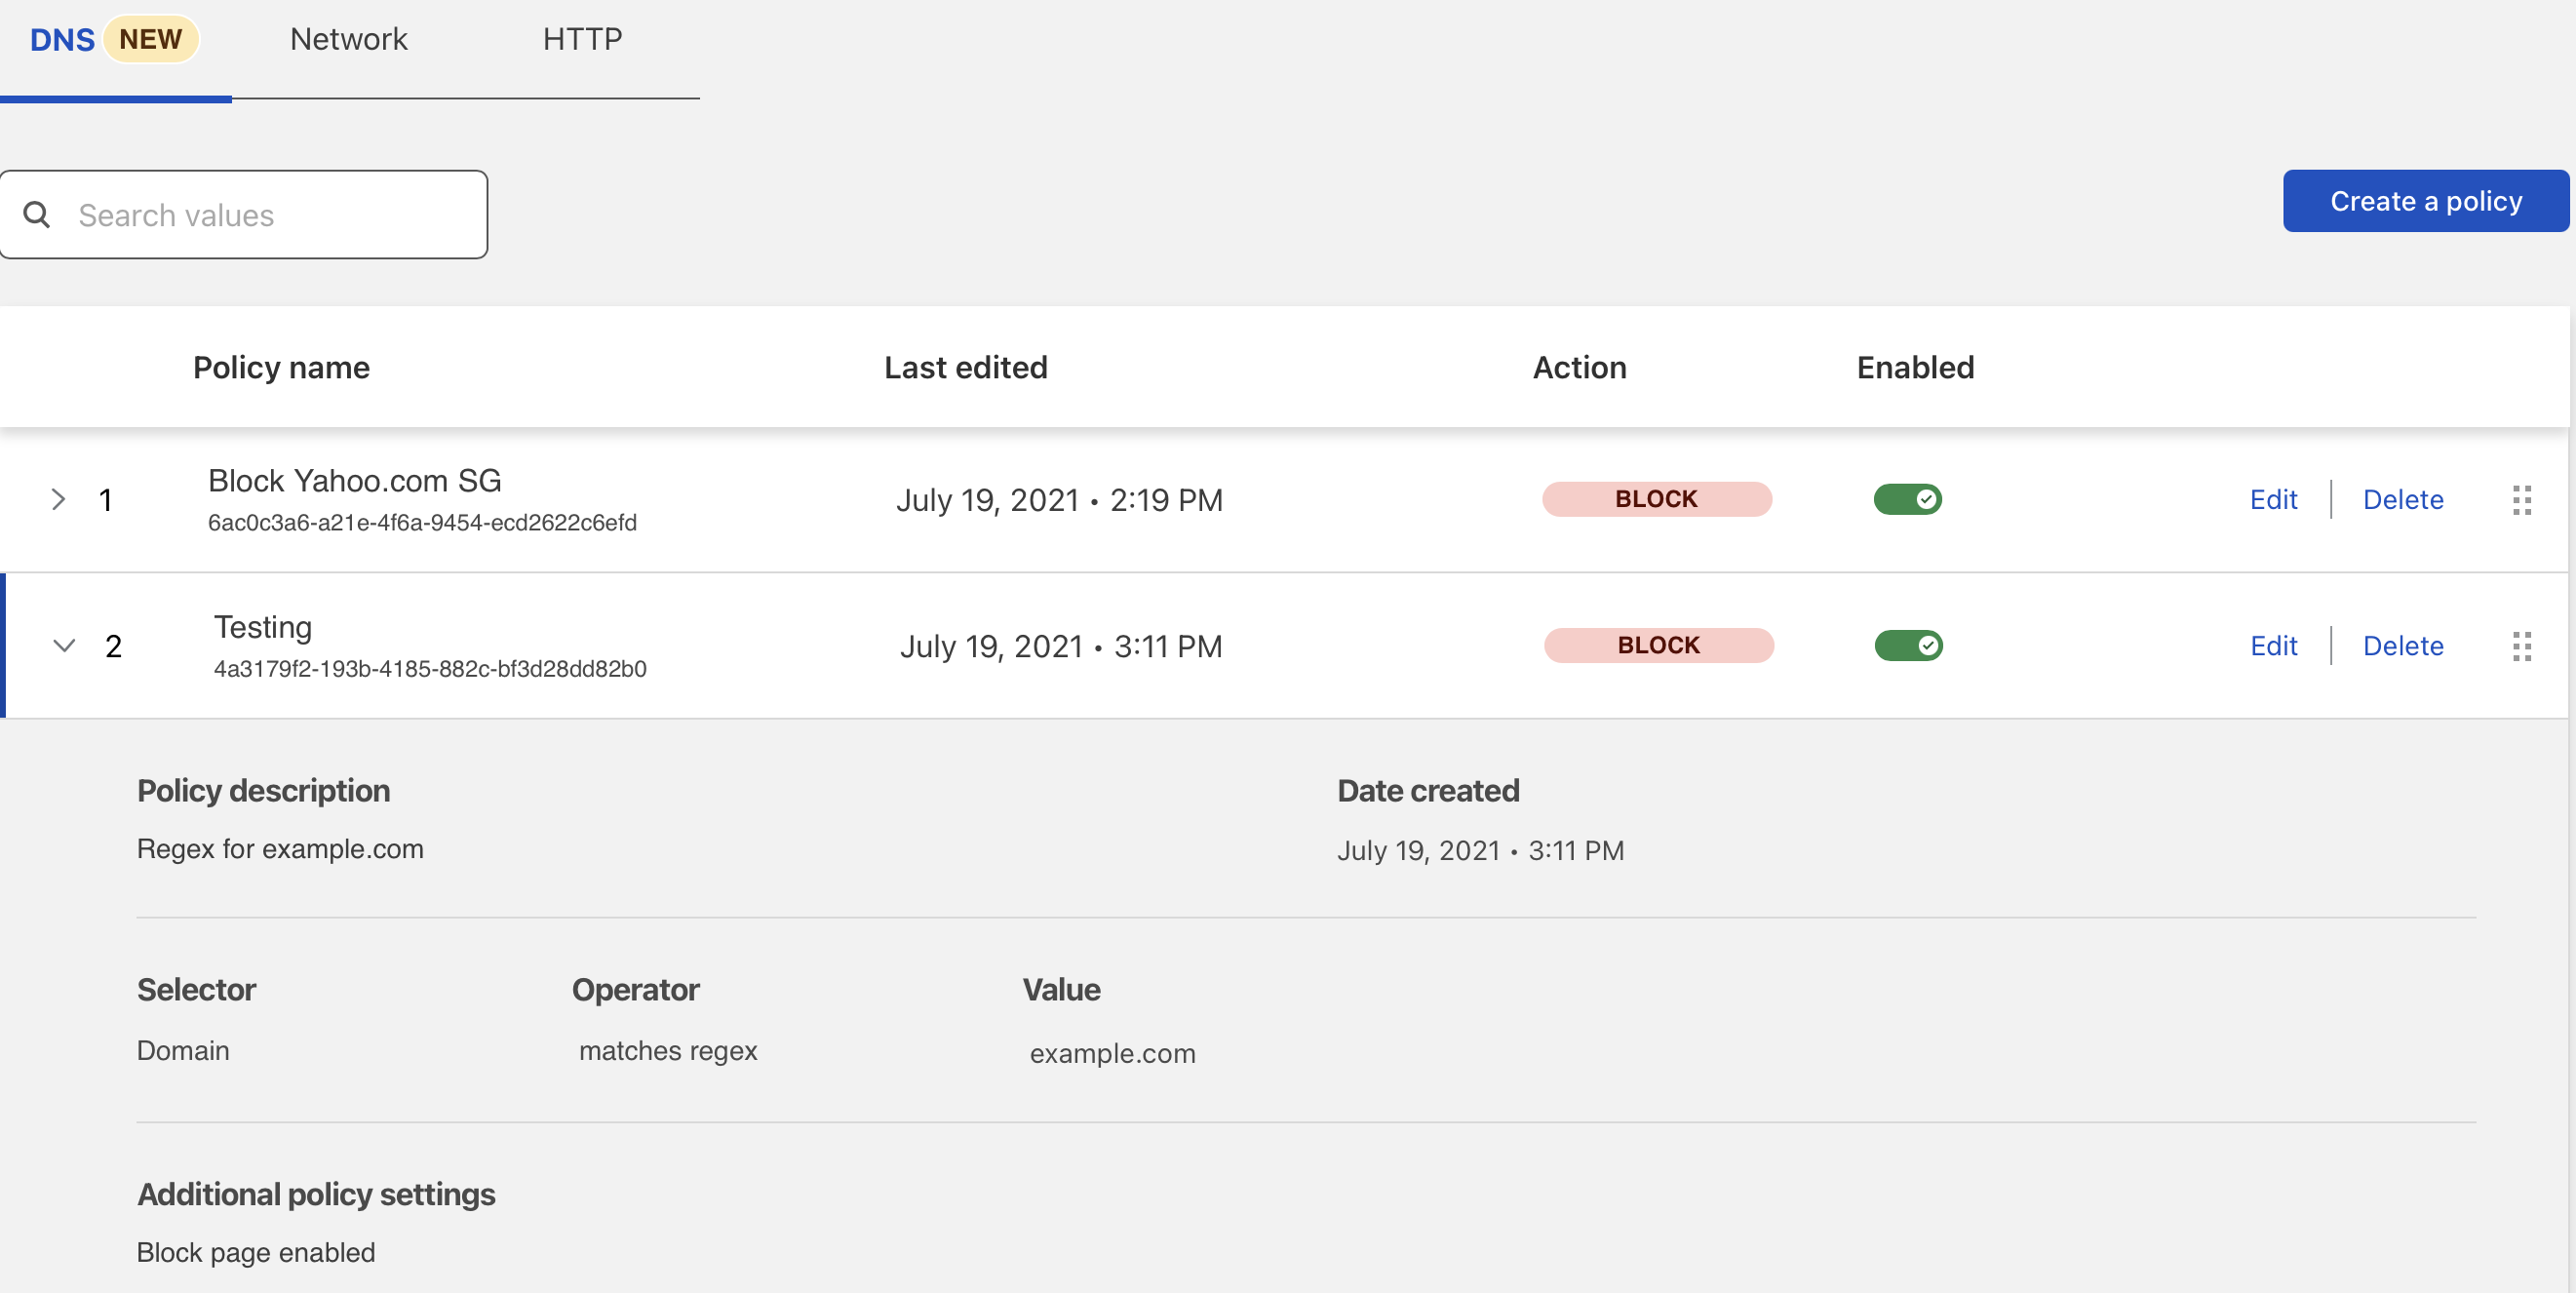 DNS NEW Network HTTP
Search values
Create a policy
Policy name Last edited Action Enabled
1 Block Yahoo.com SG July 19, 2021 • 2:19 PM BLOCK Edit Delete
6ac0c3a6-a21e-4f6a-9454-ecd2622c6efd
2 Testing July 19, 2021 • 3:11 PM BLOCK Edit Delete
4a3179f2-193b-4185-882c-bf3d28dd82b0
Policy description Date created
Regex for example.com July 19, 2021 • 3:11 PM
Selector Operator Value
Domain matches regex example.com
Additional policy settings
Block page enabled